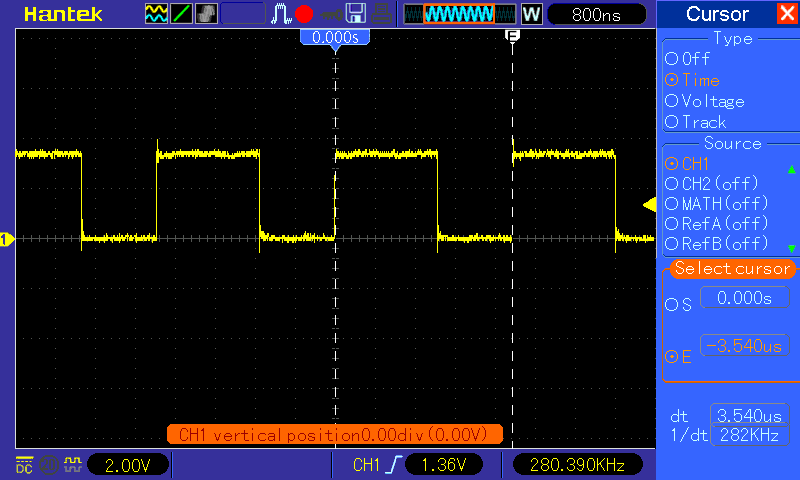 Hantek W 800ns Cursor
0.000s E
Type
Off
Time
Voltage
Track
Source
CH1
CH2(off)
MATH(off)
RefA(off)
RefB(off)
1
Select cursor
S 0.000s
E -3.540us
dt 3.540us
1/dt 282KHz
CH1 vertical position0.00div(0.00V)
DC 2.00V CH1 1.36V 280.390KHz